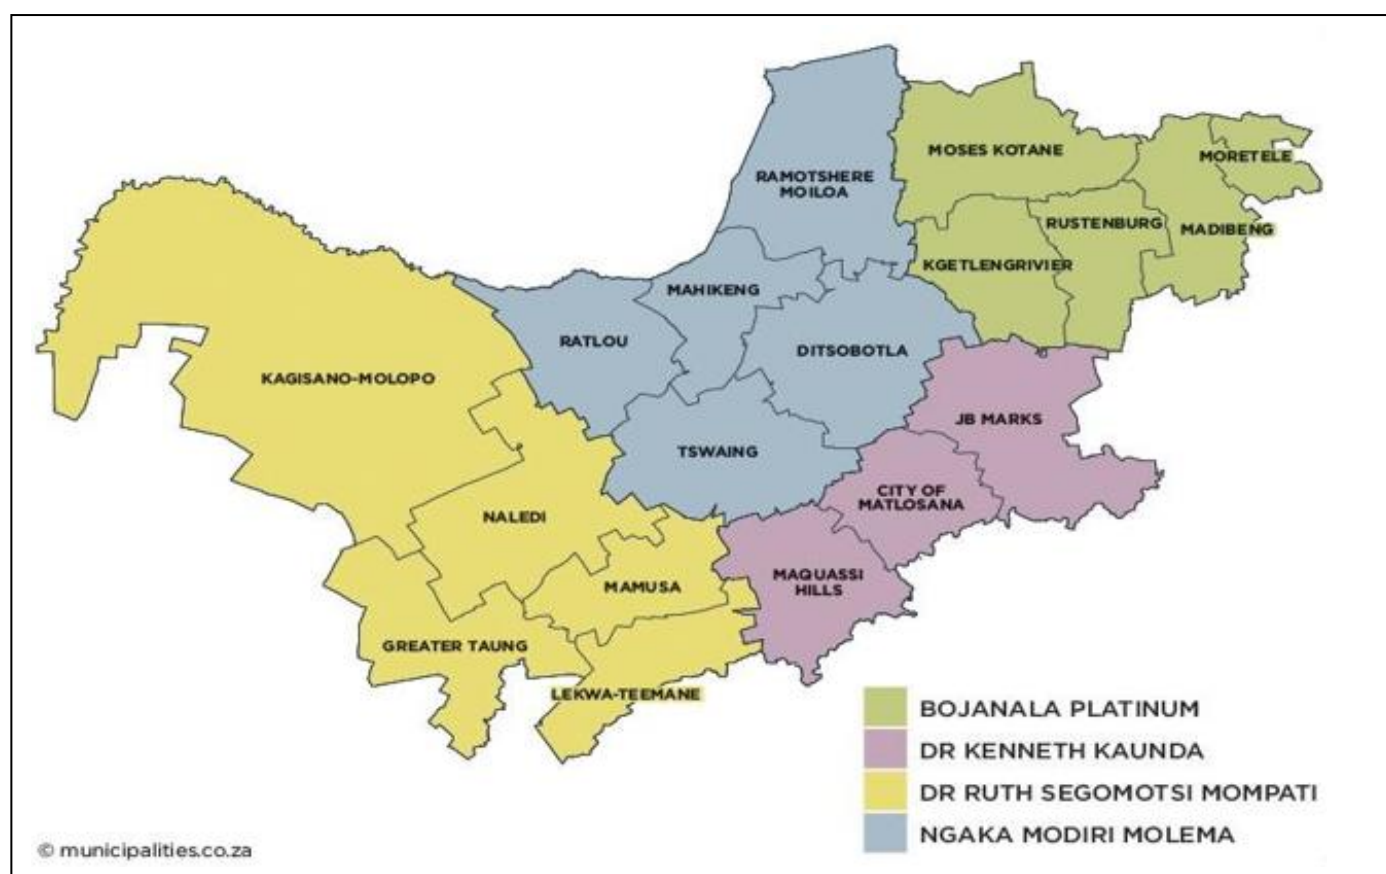 MOSES KOTANE
MORETELE
RAMOTSHERE
MOILOA
RUSTENBURG
MADIBENG
KGETLENGRIVIER
MAHIKENG
RATLOU
DITSOBOTLA
KAGISANO-MOLOPO
JB MARKS
TSWAING
CITY OF
MATLOSANA
NALEDI
MAQUASSI
HILLS
MAMUSA
GREATER TAUNG
LEKWA-TEEMANE
BOJANALA PLATINUM
DR KENNETH KAUNDA
DR RUTH SEGOMOTSI MOMPATI
NGAKA MODIRI MOLEMA
© municipalities.co.za